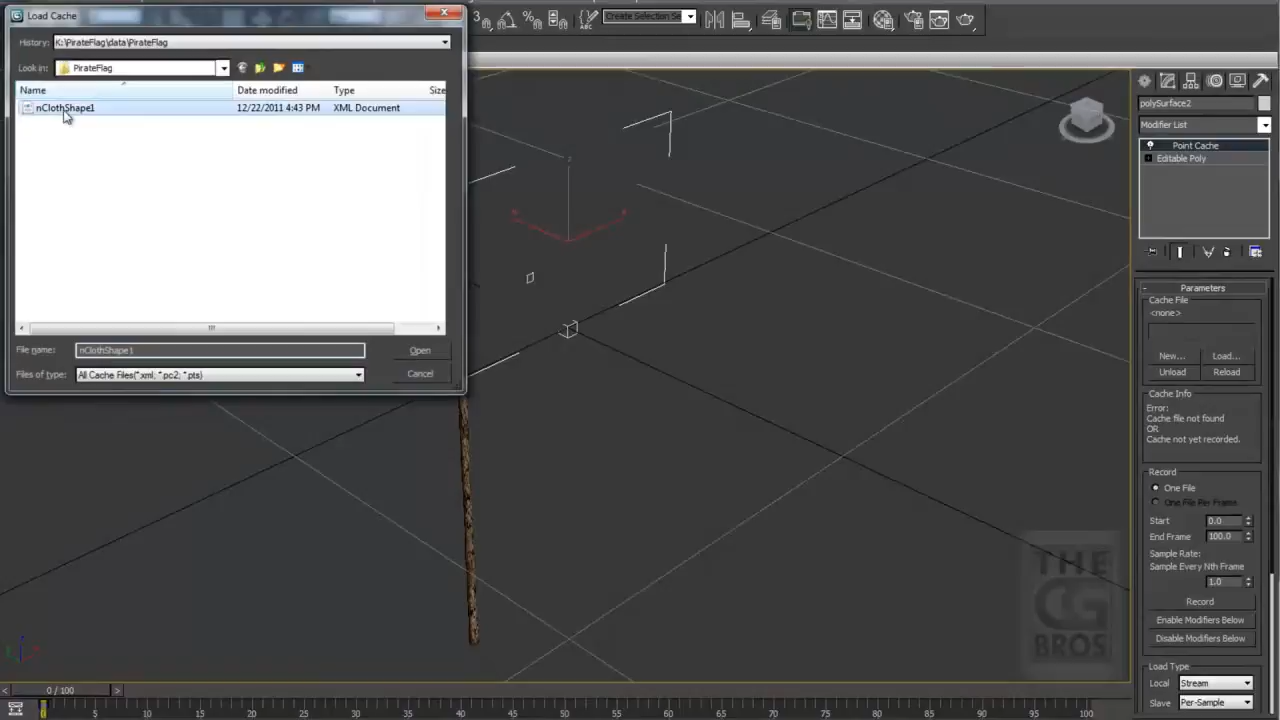 Load Cache
History: K:\PirateFlag\data\PirateFlag
Look in: PirateFlag
Name Date modified Type Size
nClothShape1 12/22/2011 4:43 PM XML Document
File name: nClothShape1 Open
Files of type: All Cache Files(*.xml; *.pc2; *.pts) Cancel
3 % ABC Create Selection Se
z
polySurface2
Modifier List
Point Cache
Editable Poly
- Parameters
Cache File
<none>
New... Load...
Unload Reload
Cache Info
Error:
Cache file not found
OR
Cache not yet recorded.
Record
One File
One File Per Frame
Start 0.0
End Frame 100.0
Sample Rate:
Sample Every Nth Frame
1.0
Record
Enable Modifiers Below
Disable Modifiers Below
Load Type
Local Stream
Slave Per-Sample
THE
CG
BROS
< 0 / 100 >
0 5 10 15 20 25 30 35 40 45 50 55 60 65 70 75 80 85 90 95 100